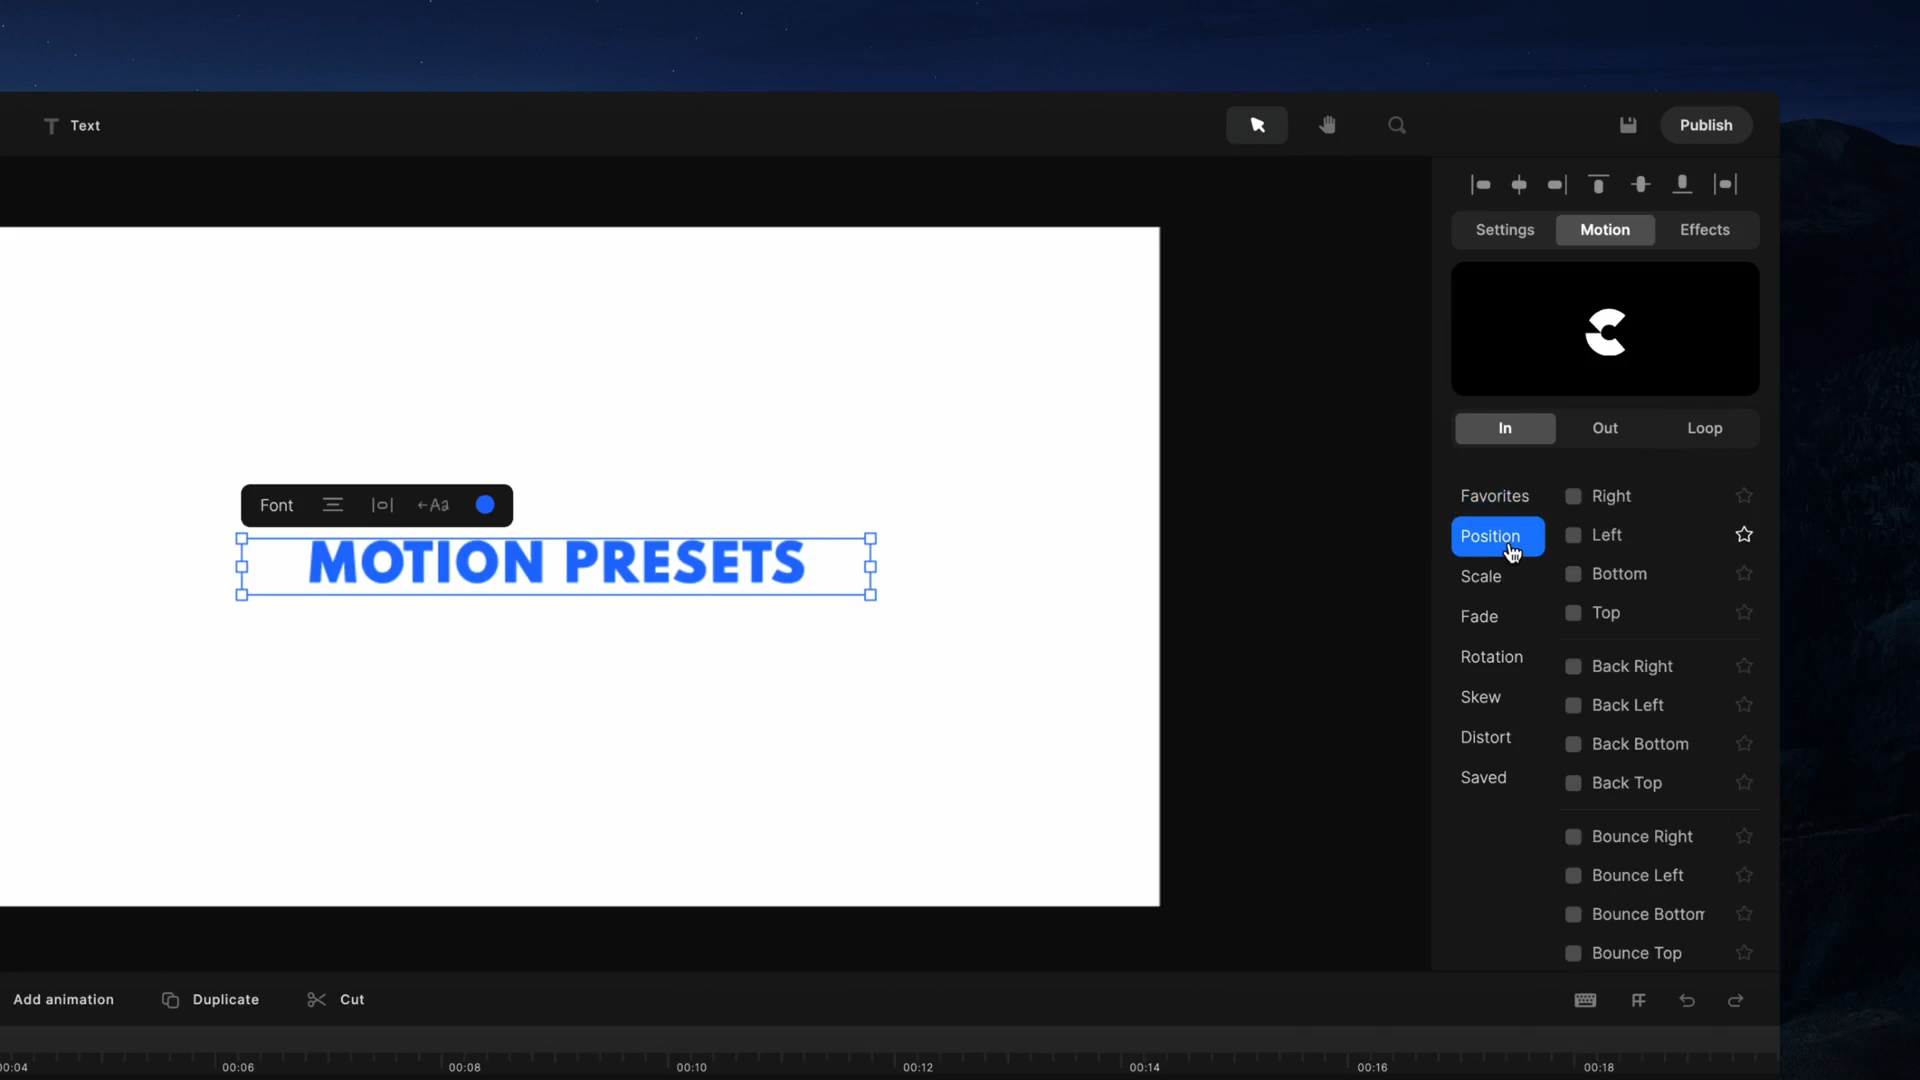 Text
Publish
Settings Motion Effects
In Out Loop
Favorites
Position
Scale
Fade
Rotation
Skew
Distort
Saved
Right
Left
Bottom
Top
Back Right
Back Left
Back Bottom
Back Top
Bounce Right
Bounce Left
Bounce Bottom
Bounce Top
Font
Aa
MOTION PRESETS
Add animation Duplicate Cut
00:04 00:06 00:08 00:10 00:12 00:14 00:16 00:18